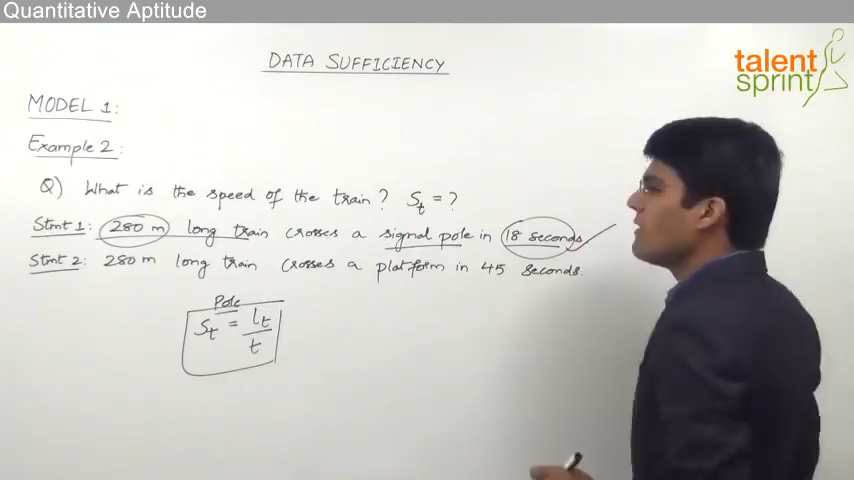 Quantitative Aptitude
DATA SUFFICIENCY
talent
sprint
MODEL 1:
Example 2:
Q) What is the speed of the train? St = ?
Stmt 1: 280 m long train crosses a signal pole in 18 seconds.
Stmt 2: 280 m long train crosses a platform in 45 seconds.
Pole
St = lt
t